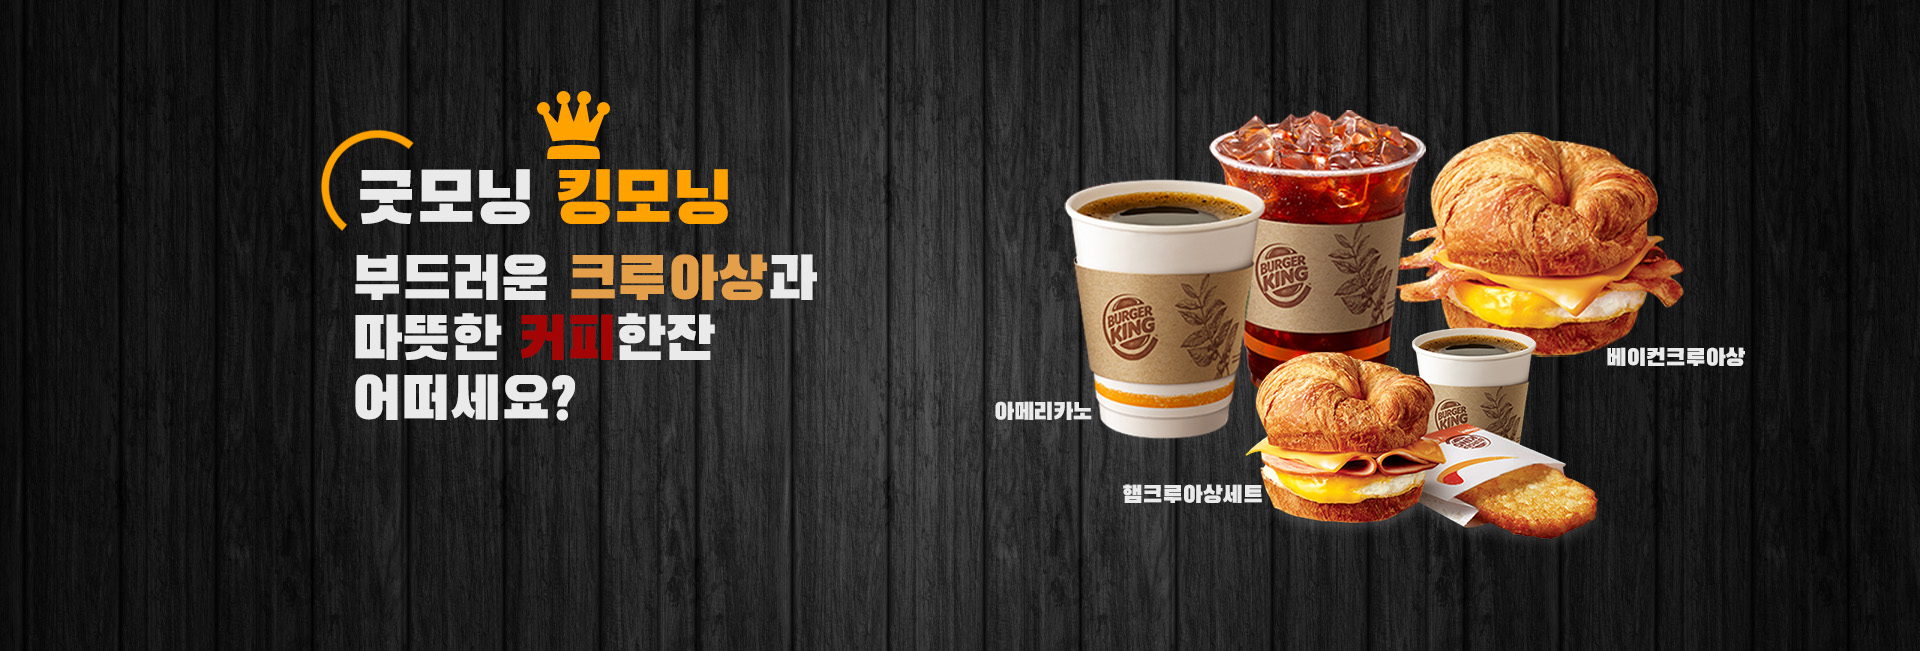 굿모닝 킹모닝
부드러운 크루아상과
따뜻한 커피한잔
어떠세요?
BURGER
KING
BURGER
KING
베이컨크루아상
아메리카노
BURGER
KING
햄크루아상세트